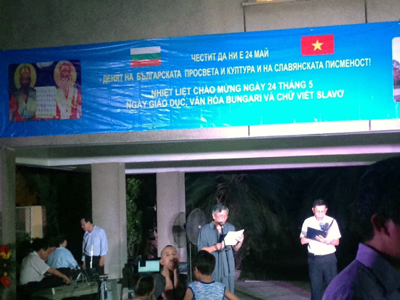 ЧЕСТИТ ДА НИ Е 24 МАЙ
- ДЕНЯТ НА БЪЛГАРСКАТА ПРОСВЕТА И КУЛТУРА И НА СЛАВЯНСКАТА ПИСМЕНОСТ!
NHIỆT LIỆT CHÀO MỪNG NGÀY 24 THÁNG 5
NGÀY GIÁO DỤC, VĂN HÓA BUNGARI VÀ CHỮ VIẾT SLAVƠ